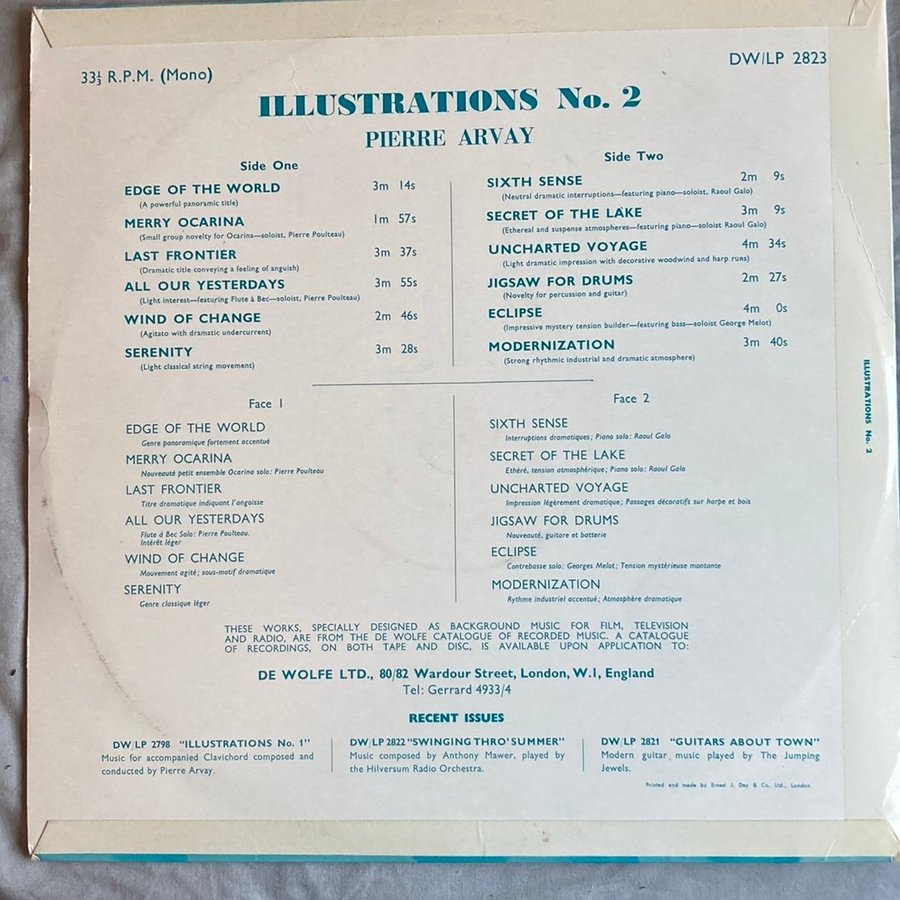 33⅓ R.P.M. (Mono)
DW/LP 2823
ILLUSTRATIONS No. 2
PIERRE ARVAY
Side One
EDGE OF THE WORLD 3m 14s
(A powerful panoramic title)
MERRY OCARINA 1m 57s
(Small group novelty for Ocarina—soloist, Pierre Poulteau)
LAST FRONTIER 3m 37s
(Dramatic title conveying a feeling of anguish)
ALL OUR YESTERDAYS 3m 55s
(Light interest—featuring Flute à Bec—soloist, Pierre Poulteau)
WIND OF CHANGE 2m 46s
(Agitato with dramatic undercurrent)
SERENITY 3m 28s
(Light classical string movement)
Side Two
SIXTH SENSE 2m 9s
(Neutral dramatic interruptions—featuring piano—soloist, Raoul Galo)
SECRET OF THE LAKE 3m 9s
(Ethereal and suspense atmospheres—featuring piano—soloist Raoul Galo)
UNCHARTED VOYAGE 4m 34s
(Light dramatic impression with decorative woodwind and harp runs)
JIGSAW FOR DRUMS 2m 27s
(Novelty for percussion and guitar)
ECLIPSE 4m 0s
(Impressive mystery tension builder—featuring bass—soloist George Melot)
MODERNIZATION 3m 40s
(Strong rhythmic industrial and dramatic atmosphere)
Face 1
EDGE OF THE WORLD
Genre panoramique fortement accentué
MERRY OCARINA
Nouveauté petit ensemble Ocarina solo: Pierre Poulteau
LAST FRONTIER
Titre dramatique indiquant l'angoisse
ALL OUR YESTERDAYS
Flute à Bec Solo: Pierre Poulteau.
Intérêt léger
WIND OF CHANGE
Mouvement agité; sous-motif dramatique
SERENITY
Genre classique léger
Face 2
SIXTH SENSE
Interruptions dramatiques; Piano solo: Raoul Galo
SECRET OF THE LAKE
Ethéré, tension atmosphérique; Piano solo: Raoul Galo
UNCHARTED VOYAGE
Impression légèrement dramatique; Passages décoratifs sur harpe et bois
JIGSAW FOR DRUMS
Nouveauté, guitare et batterie
ECLIPSE
Contrebasse solo: Georges Melot; Tension mystérieuse montante
MODERNIZATION
Rythme industriel accentué; Atmosphère dramatique
THESE WORKS, SPECIALLY DESIGNED AS BACKGROUND MUSIC FOR FILM, TELEVISION
AND RADIO, ARE FROM THE DE WOLFE CATALOGUE OF RECORDED MUSIC. A CATALOGUE
OF RECORDINGS, ON BOTH TAPE AND DISC, IS AVAILABLE UPON APPLICATION TO:
DE WOLFE LTD., 80/82 Wardour Street, London, W.1, England
Tel: Gerrard 4933/4
RECENT ISSUES
DW/LP 2798 "ILLUSTRATIONS No. 1"
Music for accompanied Clavichord composed and
conducted by Pierre Arvay.
DW/LP 2822 "SWINGING THRO' SUMMER"
Music composed by Anthony Mawer, played by
the Hilversum Radio Orchestra.
DW/LP 2821 "GUITARS ABOUT TOWN"
Modern guitar music played by The Jumping
Jewels.
Printed and made by Ernest J. Day & Co. Ltd., London
ILLUSTRATIONS No. 2